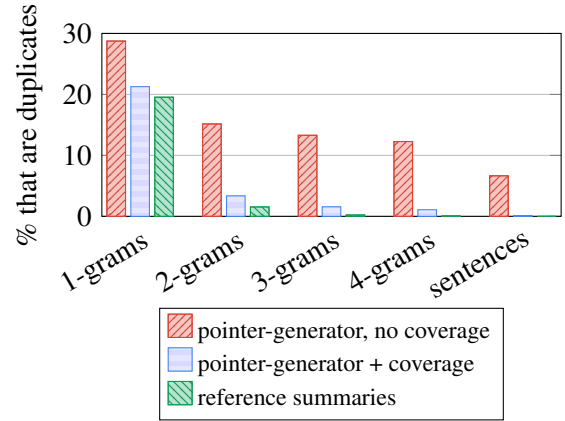 % that are duplicates
30
20
10
0
1-grams
2-grams
3-grams
4-grams
sentences
pointer-generator, no coverage
pointer-generator + coverage
reference summaries